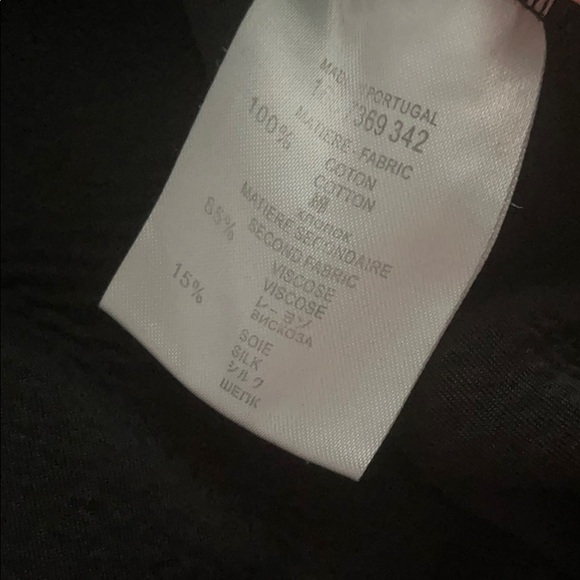 PORTUGAL
369 342
MATIERE - FABRIC
100%
COTON
COTTON
綿
ХЛОПОК
MATIERE SECONDAIRE
SECOND FABRIC
85%
VISCOSE
VISCOSE
レーヨン
ВИСКОЗА
15%
SOIE
SILK
シルク
ШЕЛК